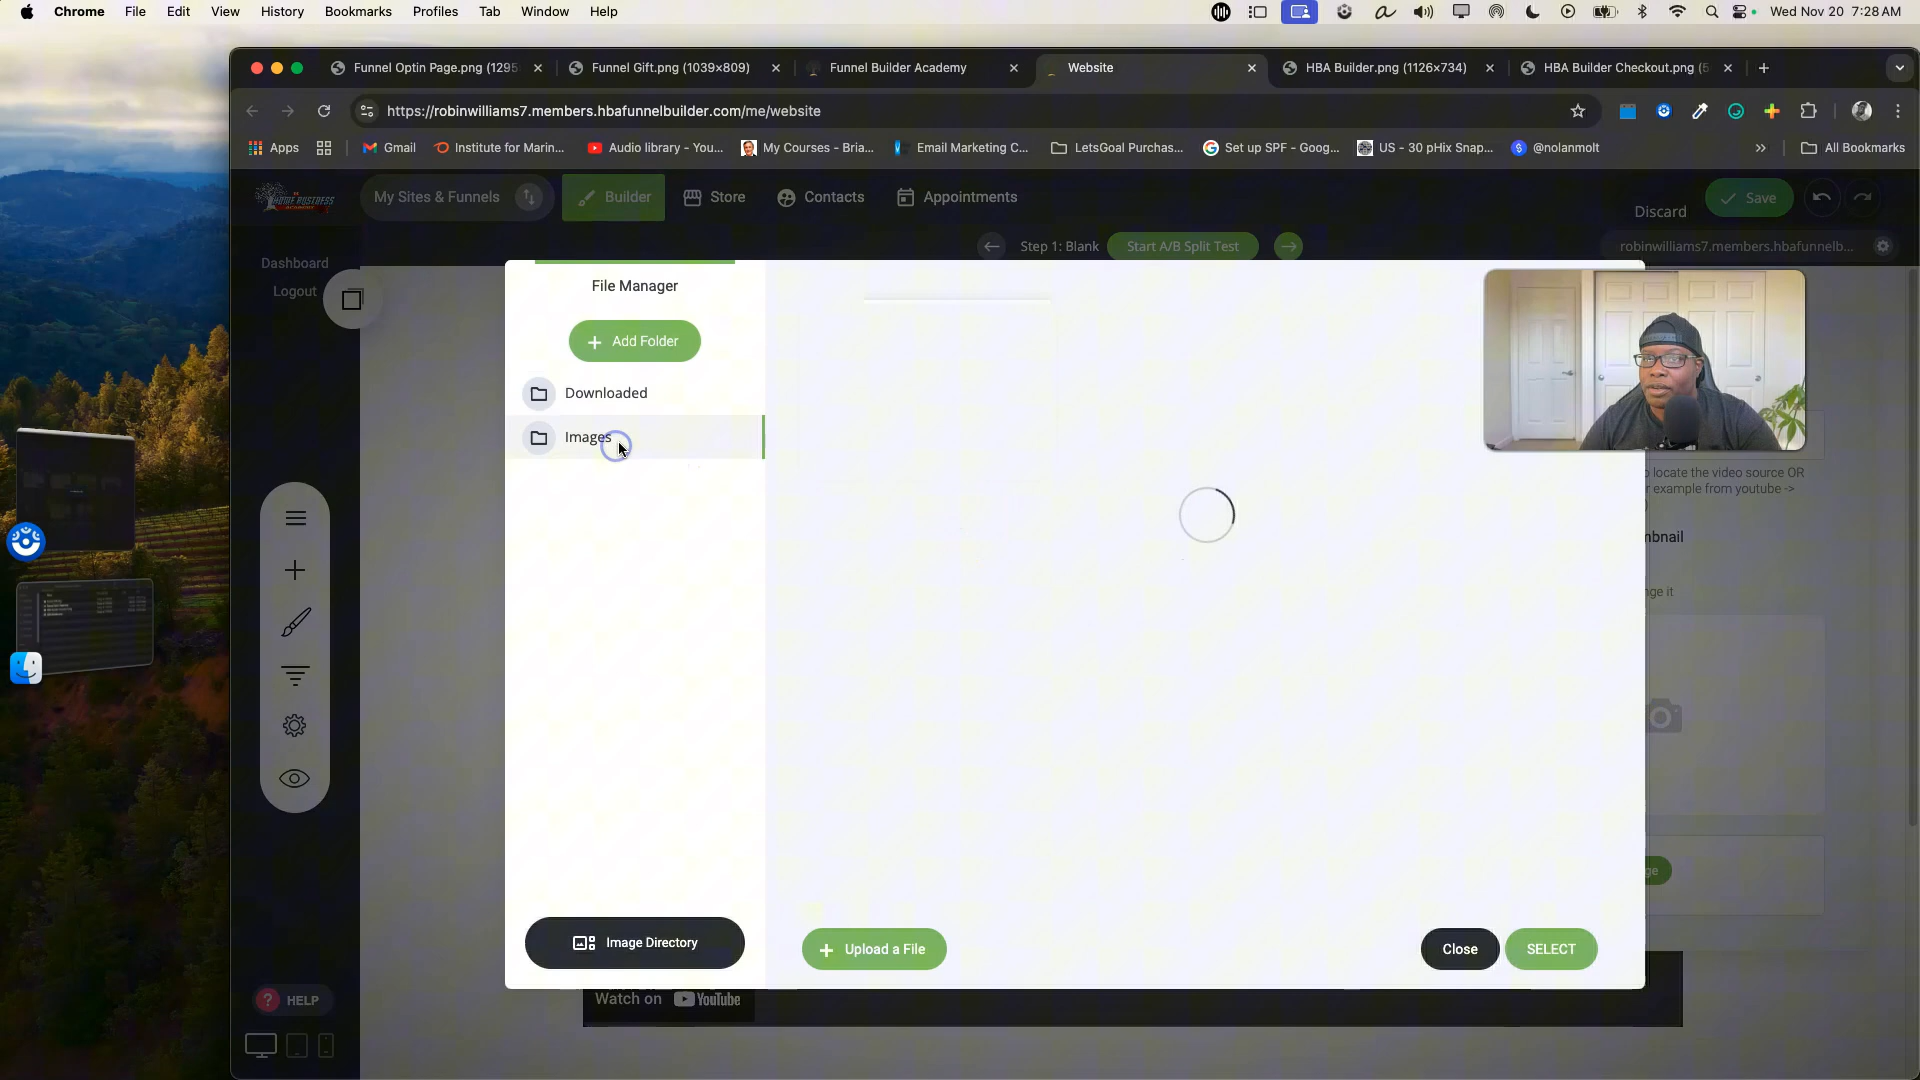 Chrome File Edit View History Bookmarks Profiles Tab Window Help
Wed Nov 20 7:28 AM
Funnel Optin Page.png (1295
Funnel Gift.png (1039×809)
Funnel Builder Academy
Website
HBA Builder.png (1126×734)
HBA Builder Checkout.png (5
https://robinwilliams7.members.hbafunnelbuilder.com/me/website
Apps
Gmail
Institute for Marin...
Audio library - You...
My Courses - Bria...
Email Marketing C...
LetsGoal Purchas...
Set up SPF - Goog...
US - 30 pHix Snap...
@nolanmolt
»
All Bookmarks
My Sites & Funnels
Builder
Store
Contacts
Appointments
Discard
Save
Step 1: Blank
Start A/B Split Test
robinwilliams7.members.hbafunnelb...
Dashboard
Logout
File Manager
+ Add Folder
Downloaded
Images
o locate the video source OR
r example from youtube ->
)
mbnail
nge it
ge
Image Directory
+ Upload a File
Close
SELECT
Watch on YouTube
? HELP